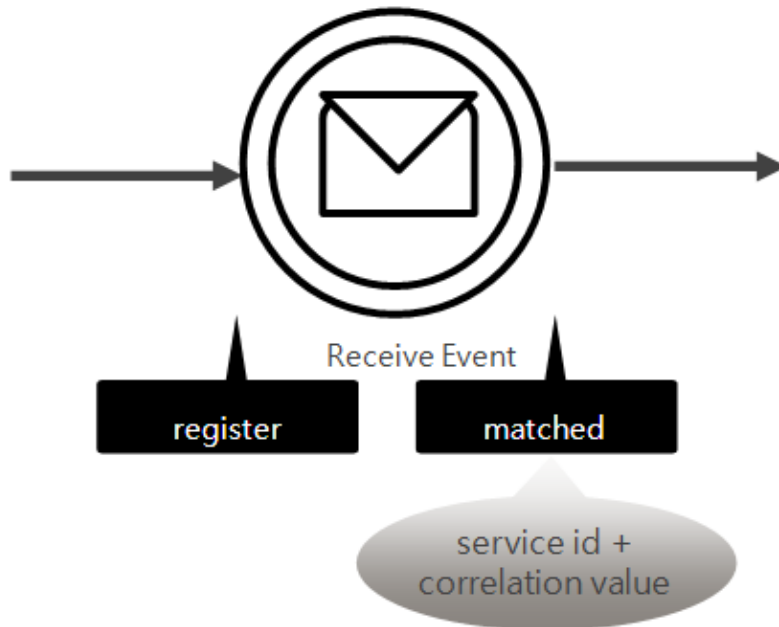 Receive Event
register
matched
service id +
correlation value